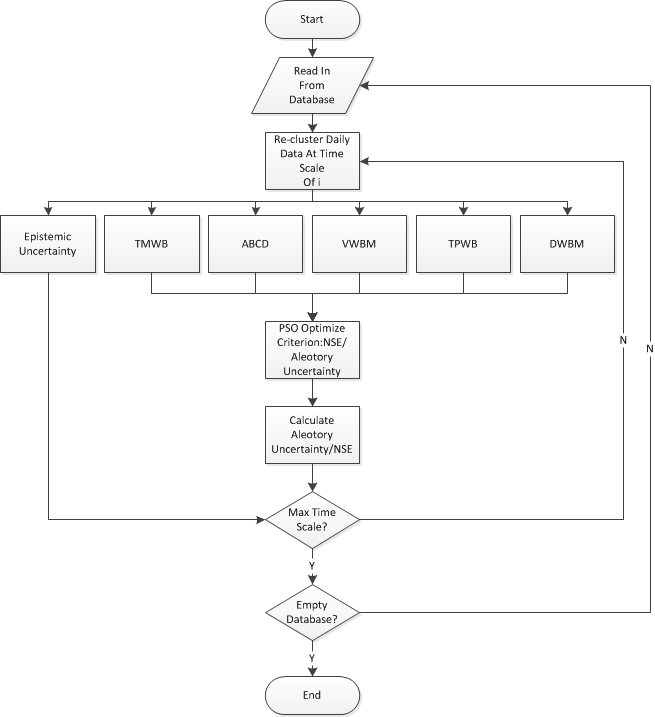 Start
Read In
From
Database
Re-cluster Daily
Data At Time
Scale
Of i
Epistemic
Uncertainty
TMWB
ABCD
VWBM
TPWB
DWBM
PSO Optimize
Criterion:NSE/
Aleotory
Uncertainty
N
N
Calculate
Aleotory
Uncertainty/NSE
Max Time
Scale?
Y
Empty
Database?
Y
End